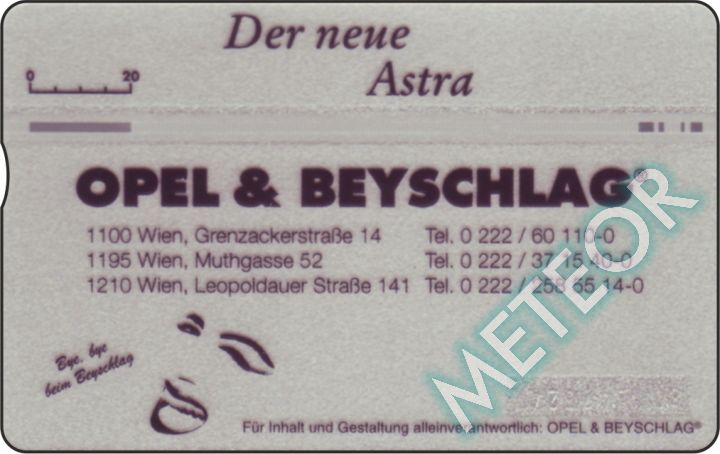 Der neue
Astra
0 20
OPEL & BEYSCHLAG®
1100 Wien, Grenzackerstraße 14 Tel. 0 222 / 60 110-0
1195 Wien, Muthgasse 52 Tel. 0 222 / 37 15 40-0
1210 Wien, Leopoldauer Straße 141 Tel. 0 222 / 258 55 14-0
METEOR
Bye, bye
beim Beyschlag
Für Inhalt und Gestaltung alleinverantwortlich: OPEL & BEYSCHLAG®